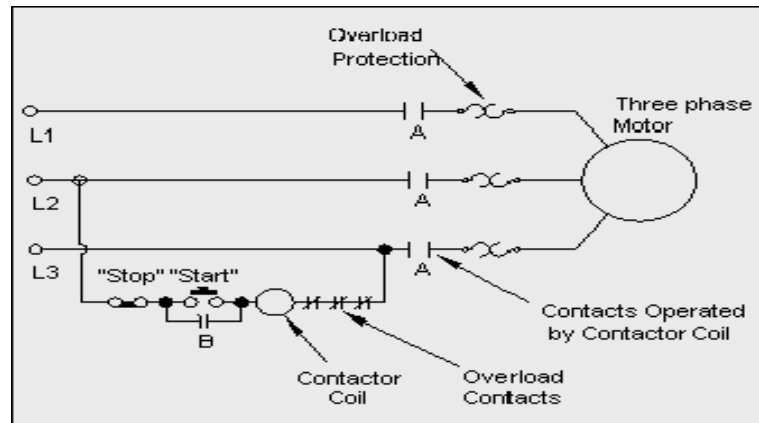 Overload
Protection
Three phase
Motor
L1
A
L2
A
L3
A
"Stop" "Start"
B
Contacts Operated
by Contactor Coil
Contactor
Coil
Overload
Contacts